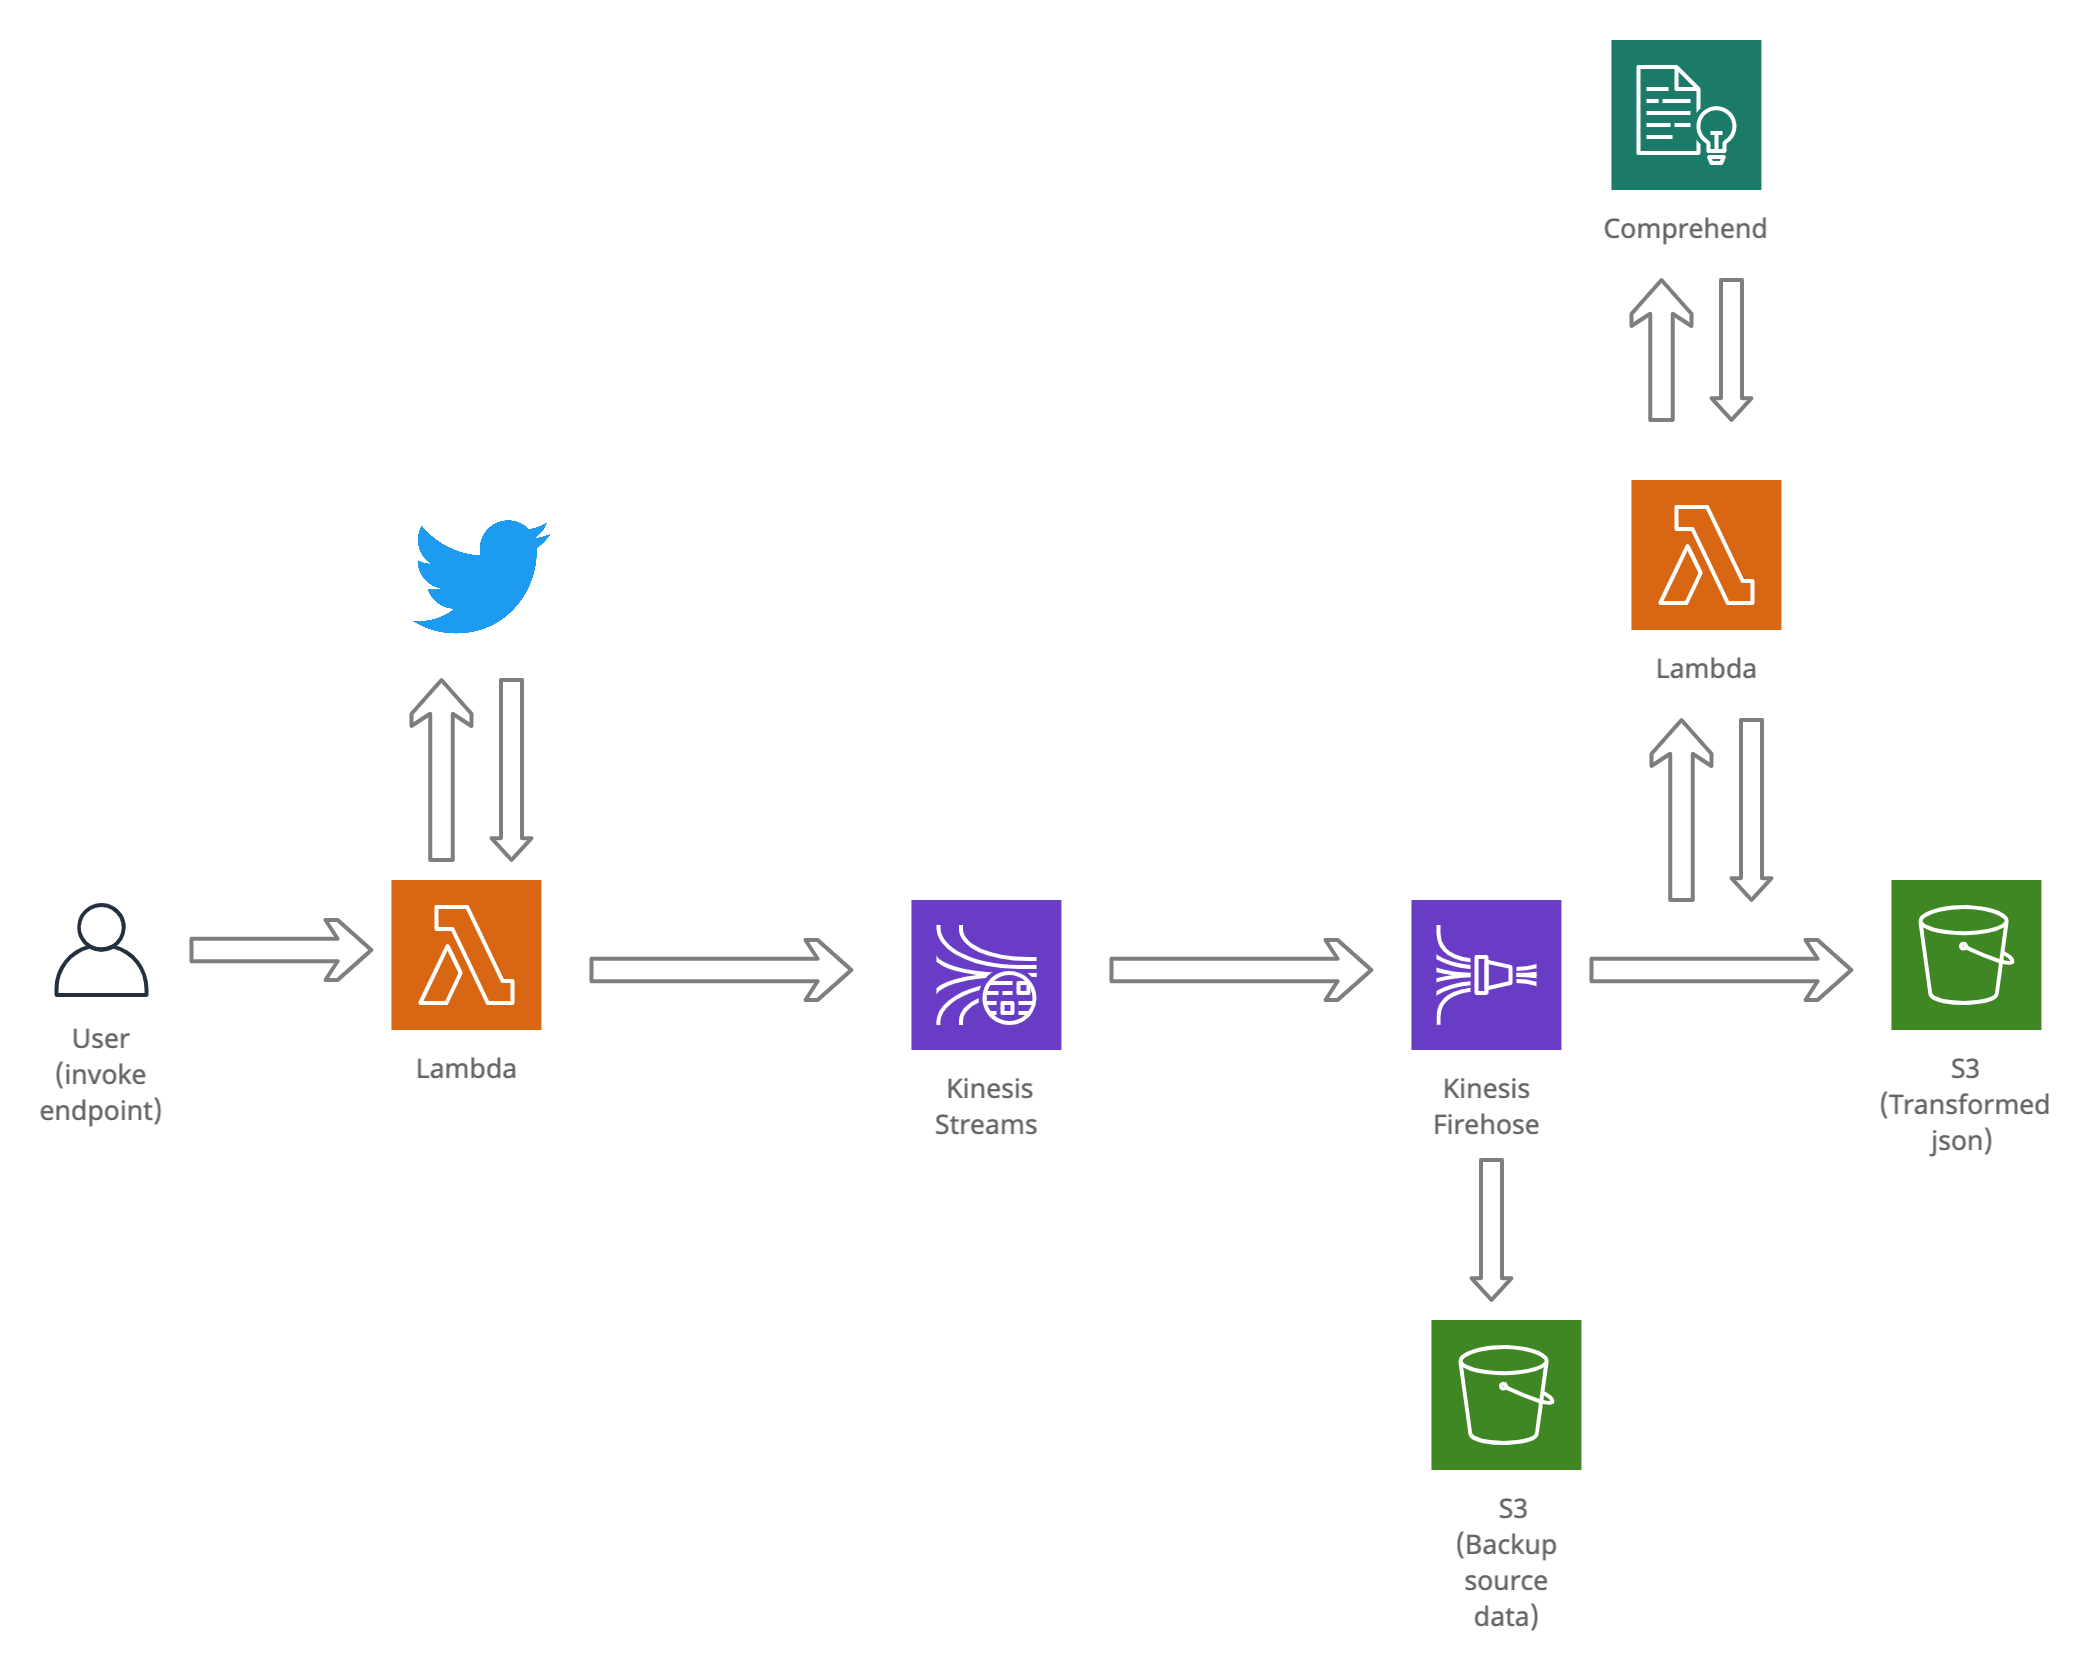 Comprehend
Lambda
User
(invoke
endpoint)
Lambda
Kinesis
Streams
Kinesis
Firehose
S3
(Transformed
json)
S3
(Backup
source
data)